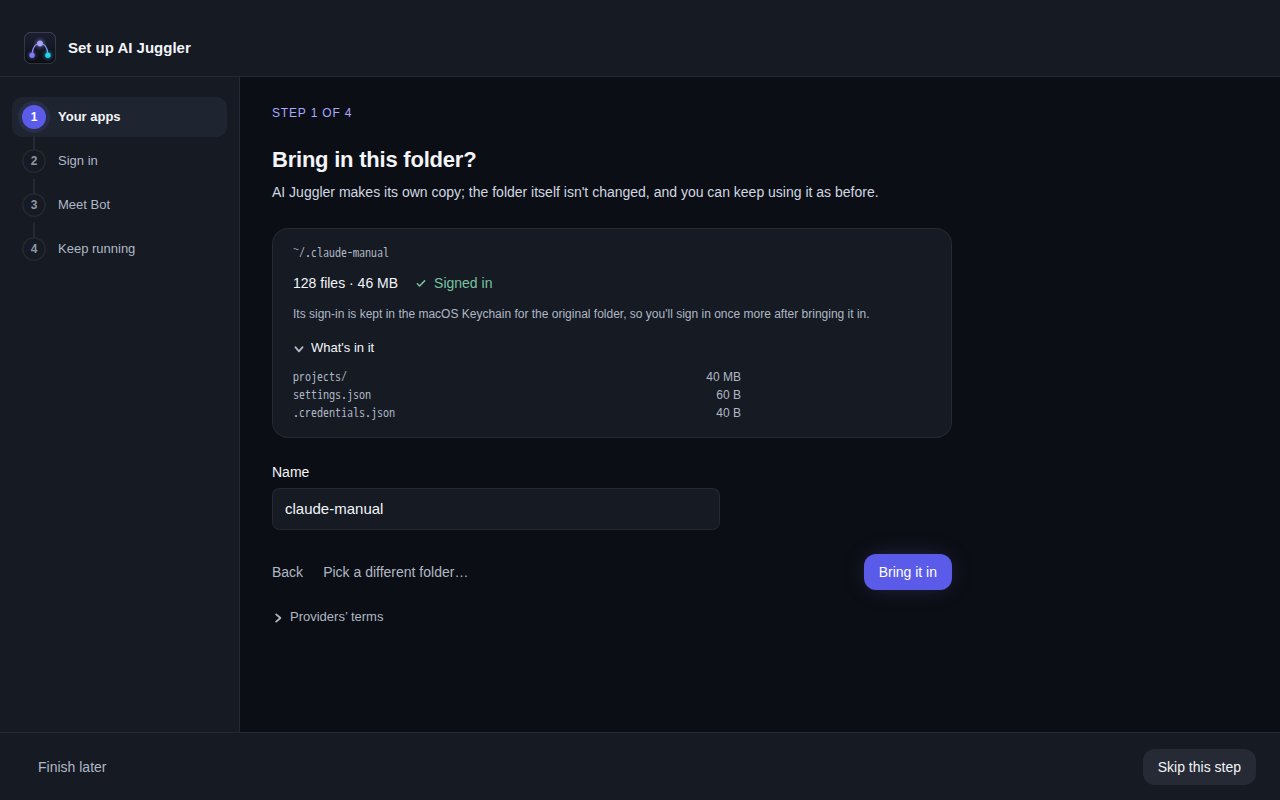 Set up AI Juggler
1 Your apps
2 Sign in
3 Meet Bot
4 Keep running
STEP 1 OF 4
Bring in this folder?
AI Juggler makes its own copy; the folder itself isn't changed, and you can keep using it as before.
~/.claude-manual
128 files · 46 MB ✓ Signed in
Its sign-in is kept in the macOS Keychain for the original folder, so you'll sign in once more after bringing it in.
What's in it
projects/ 40 MB
settings.json 60 B
.credentials.json 40 B
Name
claude-manual
Back Pick a different folder… Bring it in
Providers' terms
Finish later Skip this step